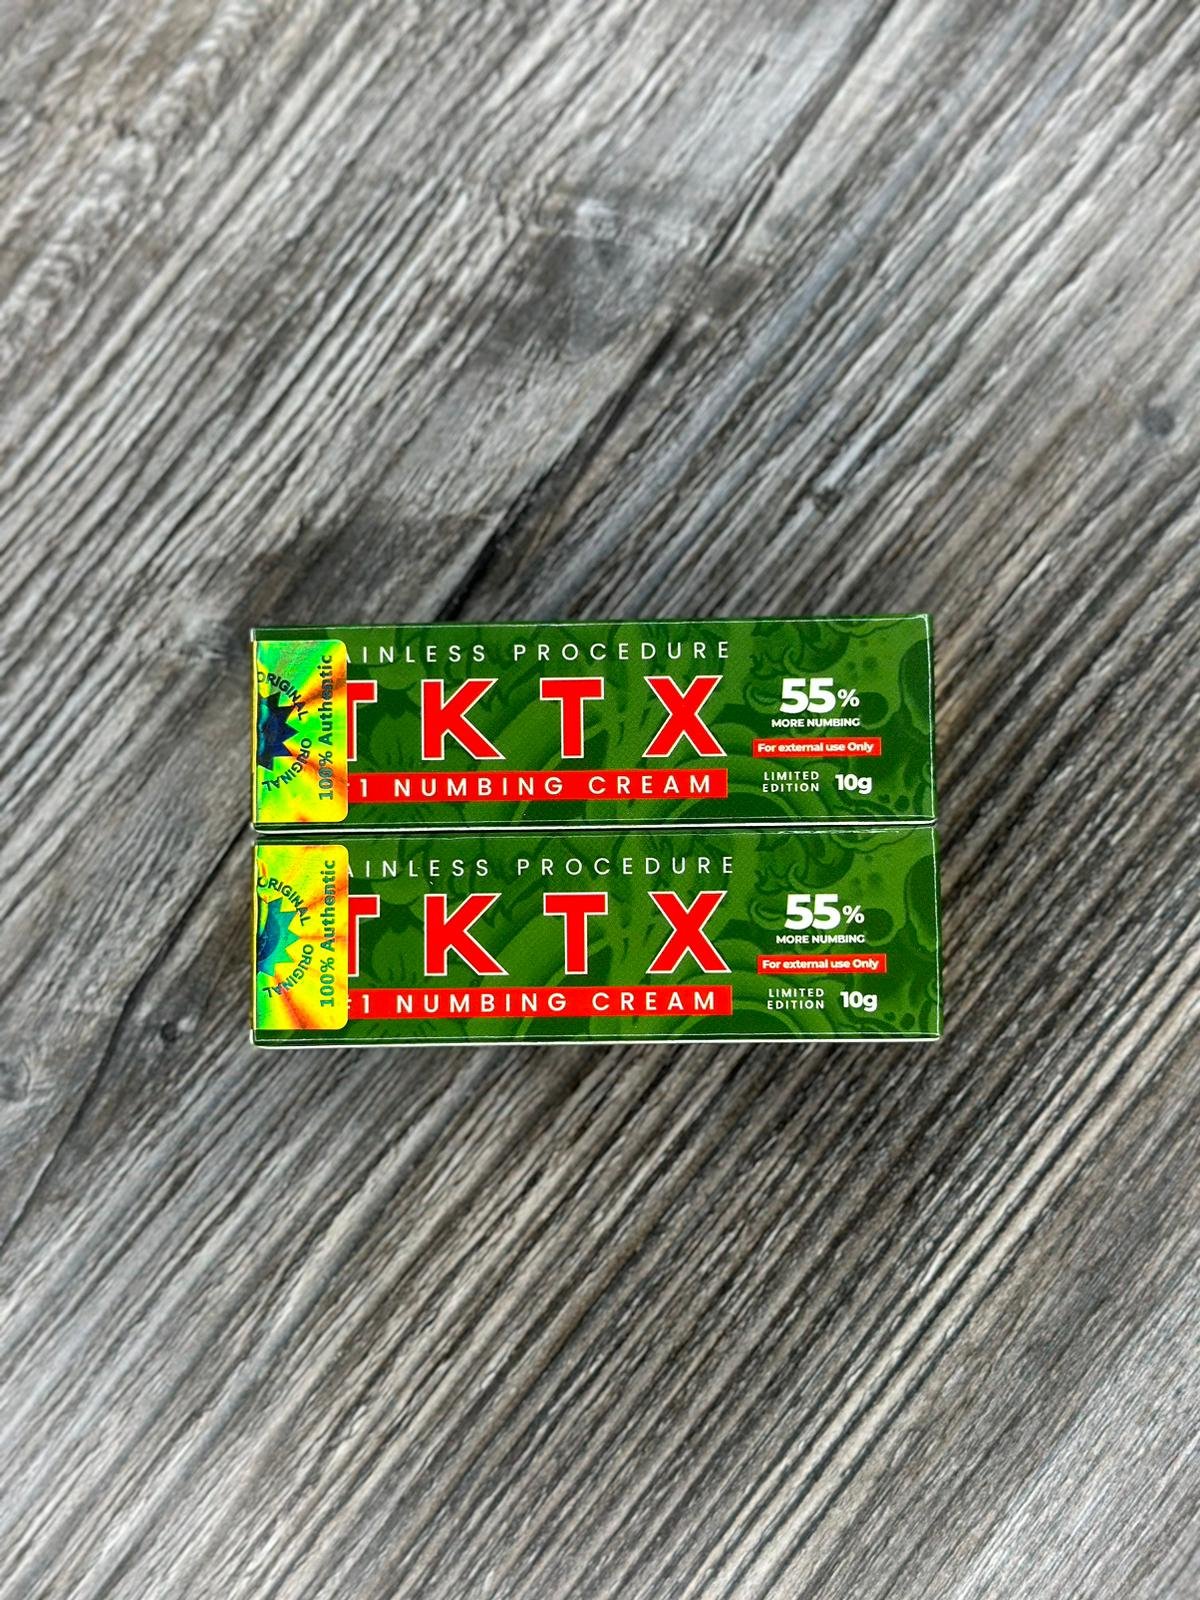 ORIGINAL ORIGINAL
100% Authentic
AINLESS PROCEDURE
TKTX
1 NUMBING CREAM
55%
MORE NUMBING
For external use Only
LIMITED
EDITION
10g
ORIGINAL ORIGINAL
100% Authentic
AINLESS PROCEDURE
TKTX
1 NUMBING CREAM
55%
MORE NUMBING
For external use Only
LIMITED
EDITION
10g